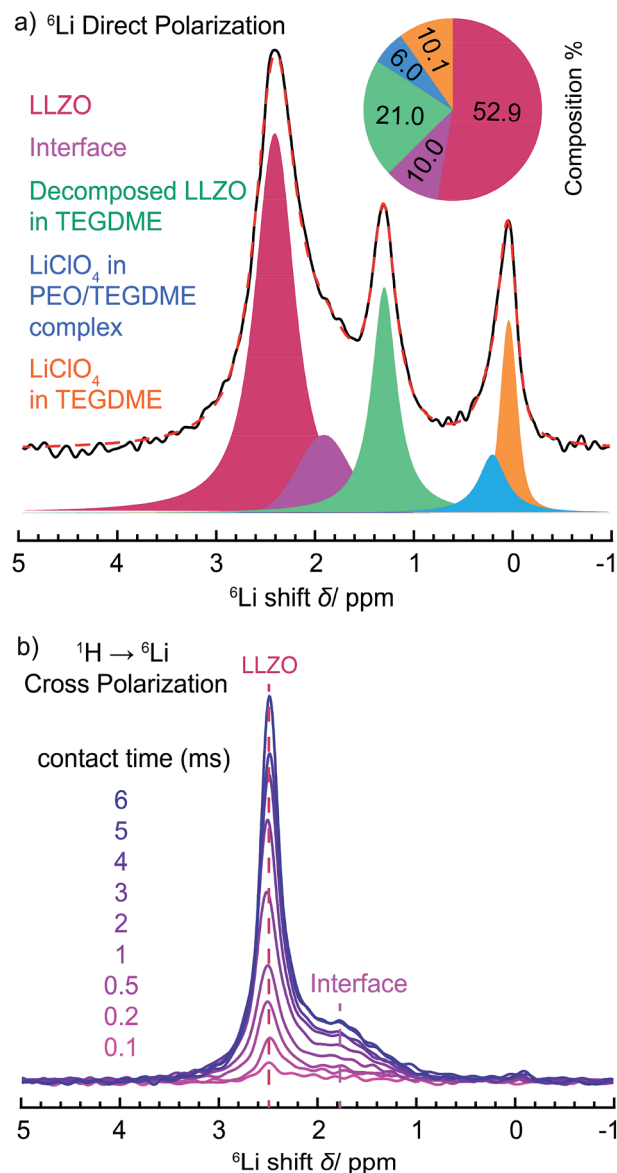 a) ⁶Li Direct Polarization
LLZO
Interface
Decomposed LLZO
in TEGDME
LiClO₄ in
PEO/TEGDME
complex
LiClO₄
in TEGDME
10.1
6.0
21.0
52.9
10.0
Composition %
5 4 3 2 1 0 -1
⁶Li shift δ/ ppm
b) ¹H → ⁶Li
Cross Polarization
LLZO
contact time (ms)
6
5
4
3
2
1
0.5
0.2
0.1
Interface
5 4 3 2 1 0 -1
⁶Li shift δ/ ppm